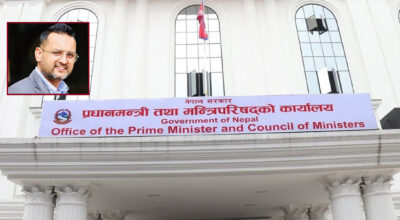 नेपाल सरकार
प्रधानमन्त्री तथा मन्त्रिपरिषद्को कार्यालय
Government of Nepal
Office of the Prime Minister and Council of Ministers